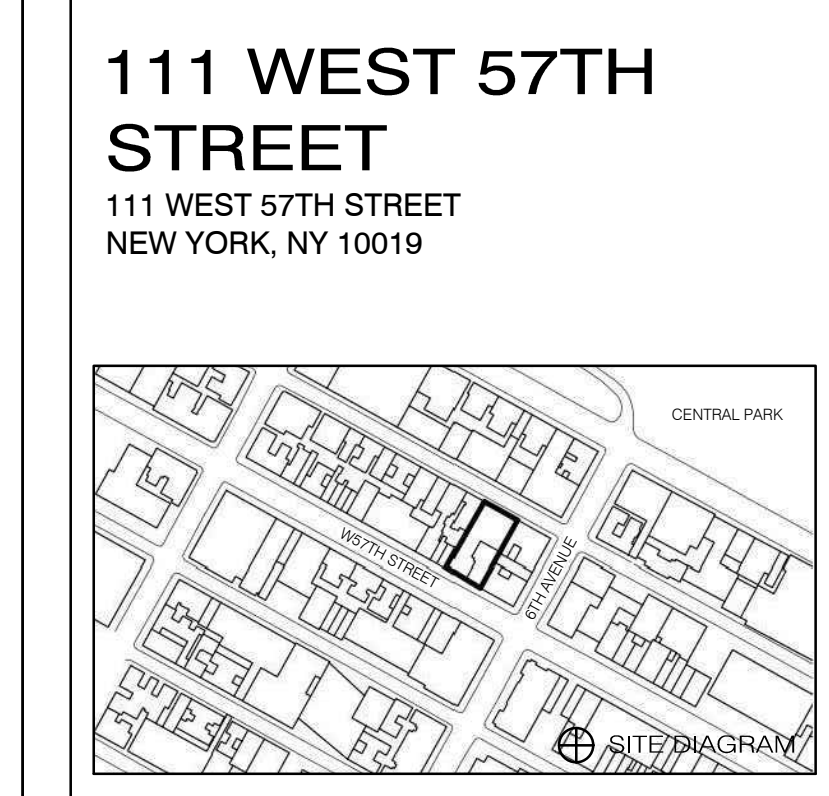 111 WEST 57TH
STREET
111 WEST 57TH STREET
NEW YORK, NY 10019
CENTRAL PARK
W57TH STREET
6TH AVENUE
SITE DIAGRAM